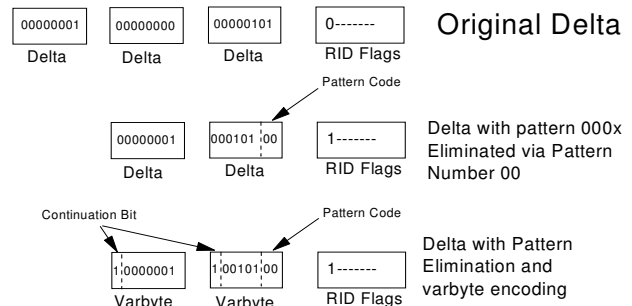 00000001 00000000 00000101 0------- Original Delta
Delta Delta Delta RID Flags
Pattern Code
00000001 000101 00 1------- Delta with pattern 000x
Eliminated via Pattern
Delta Delta RID Flags Number 00
Continuation Bit Pattern Code
1 0000001 1 00101 00 1------- Delta with Pattern
Elimination and
Varbyte Varbyte RID Flags varbyte encoding